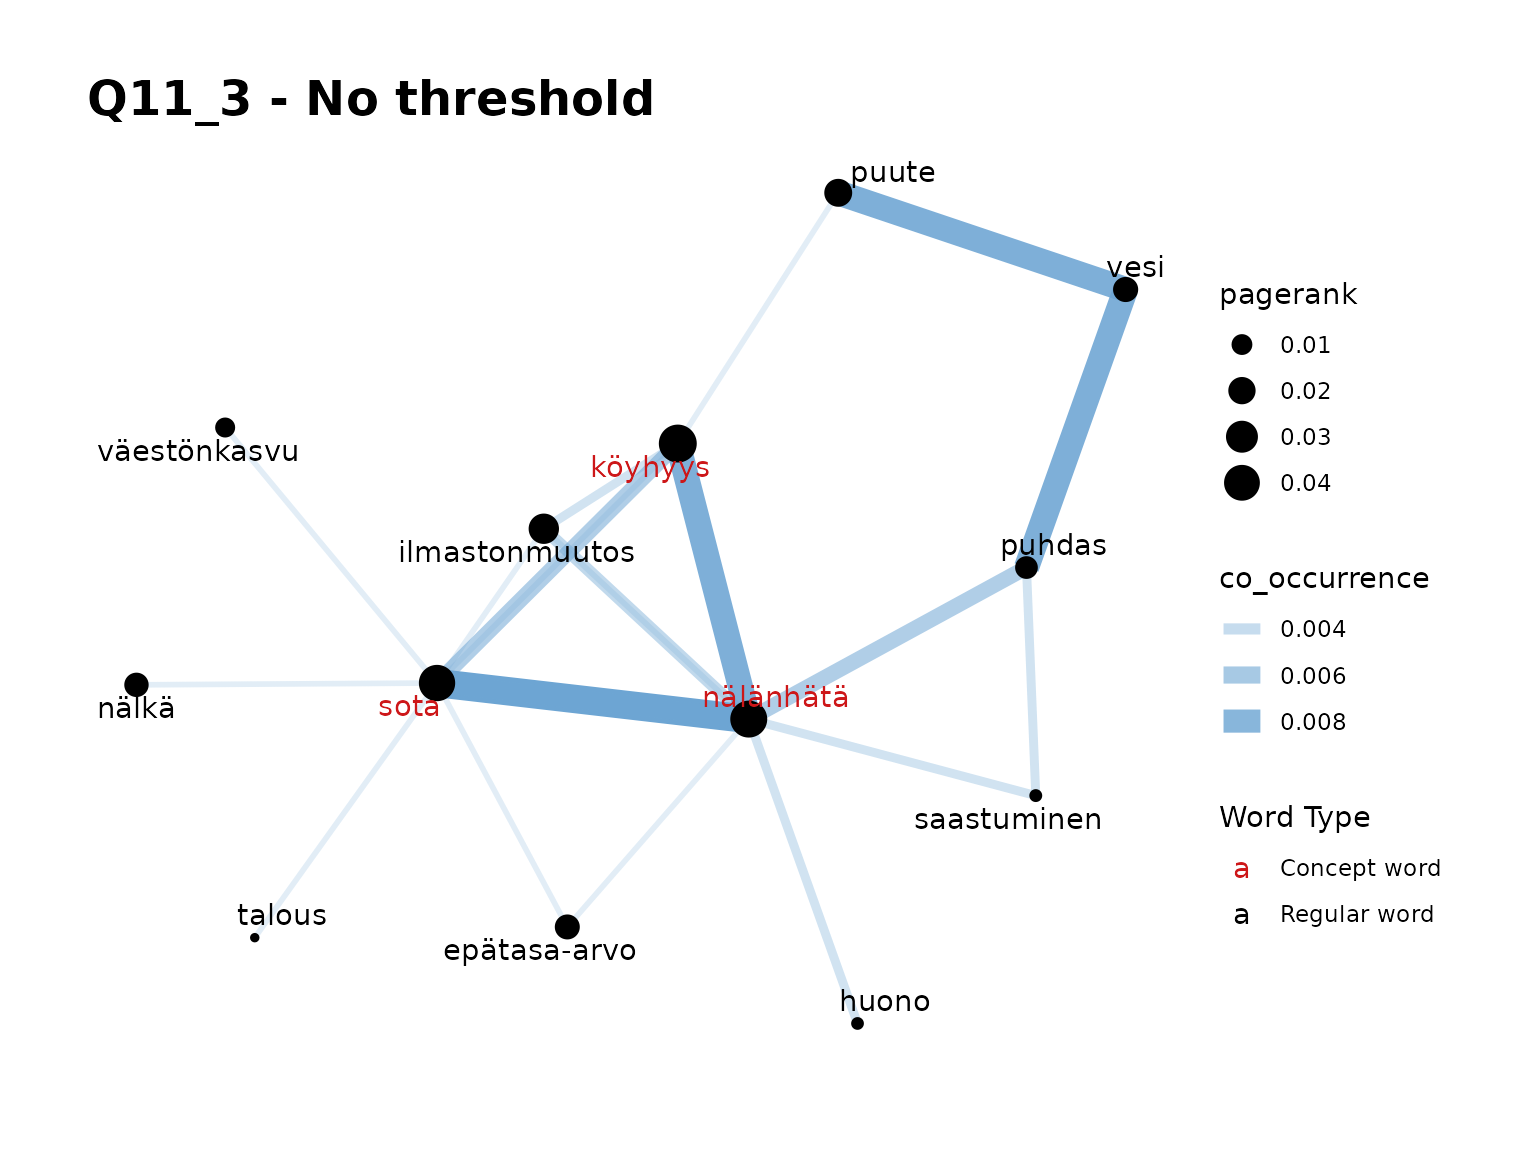 Q11_3 - No threshold
puute
vesi
pagerank
0.01
0.02
0.03
0.04
väestönkasvu
köyhyys
ilmastonmuutos
puhdas
co_occurrence
0.004
0.006
0.008
nälkä
sota
nälänhätä
saastuminen
Word Type
a Concept word
a Regular word
talous
epätasa-arvo
huono